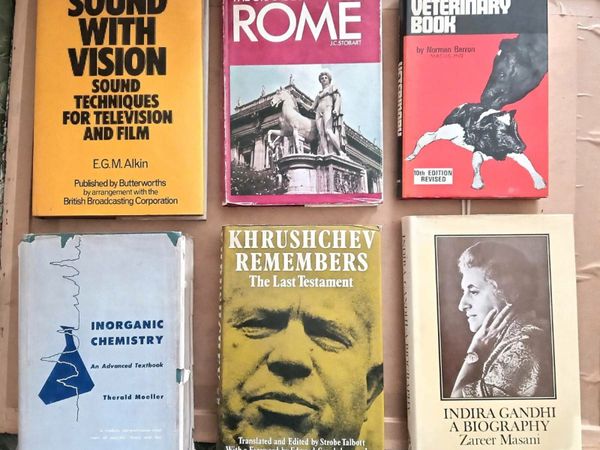 SOUND
WITH
VISION
SOUND
TECHNIQUES
FOR TELEVISION
AND FILM
E.G.M. Alkin
Published by Butterworths
by arrangement with the
British Broadcasting Corporation
ROME
J.C. STOBART
VETERINARY
BOOK
by Norman Barron
VETERINARY
10th EDITION
REVISED
INORGANIC
CHEMISTRY
An Advanced Textbook
Therald Moeller
KHRUSHCHEV
REMEMBERS
The Last Testament
Translated and Edited by Strobe Talbott
INDIRA GANDHI
A BIOGRAPHY
Zareer Masani